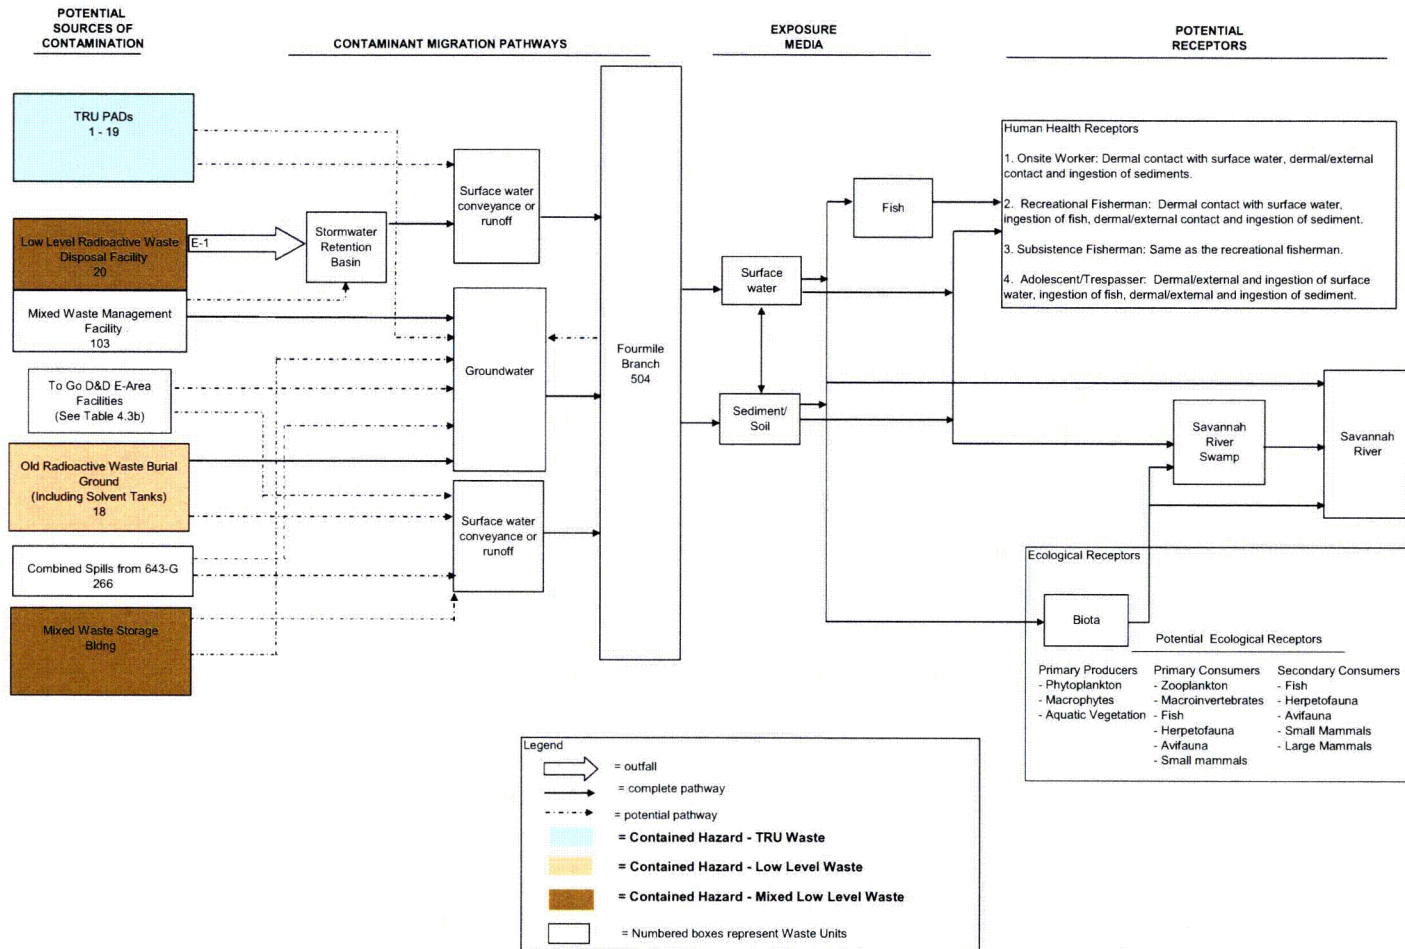 POTENTIAL
SOURCES OF
CONTAMINATION
CONTAMINANT MIGRATION PATHWAYS
EXPOSURE
MEDIA
POTENTIAL
RECEPTORS
TRU PADs
1 - 19
Low Level Radioactive Waste
Disposal Facility
20
E-1
Mixed Waste Management
Facility
103
To Go D&D E-Area
Facilities
(See Table 4.3b)
Old Radioactive Waste Burial
Ground
(Including Solvent Tanks)
18
Combined Spills from 643-G
266
Mixed Waste Storage
Bldng
Stormwater
Retention
Basin
Surface water
conveyance or
runoff
Groundwater
Surface water
conveyance or
runoff
Fourmile
Branch
504
Surface
water
Sediment/
Soil
Fish
Human Health Receptors
1. Onsite Worker: Dermal contact with surface water, dermal/external
contact and ingestion of sediments.
2. Recreational Fisherman: Dermal contact with surface water,
ingestion of fish, dermal/external contact and ingestion of sediment.
3. Subsistence Fisherman: Same as the recreational fisherman.
4. Adolescent/Trespasser: Dermal/external and ingestion of surface
water, ingestion of fish, dermal/external and ingestion of sediment.
Savannah
River
Swamp
Savannah
River
Ecological Receptors
Biota
Potential Ecological Receptors
Primary Producers
- Phytoplankton
- Macrophytes
- Aquatic Vegetation
Primary Consumers
- Zooplankton
- Macroinvertebrates
- Fish
- Herpetofauna
- Avifauna
- Small mammals
Secondary Consumers
- Fish
- Herpetofauna
- Avifauna
- Small Mammals
- Large Mammals
Legend
= outfall
= complete pathway
= potential pathway
= Contained Hazard - TRU Waste
= Contained Hazard - Low Level Waste
= Contained Hazard - Mixed Low Level Waste
= Numbered boxes represent Waste Units